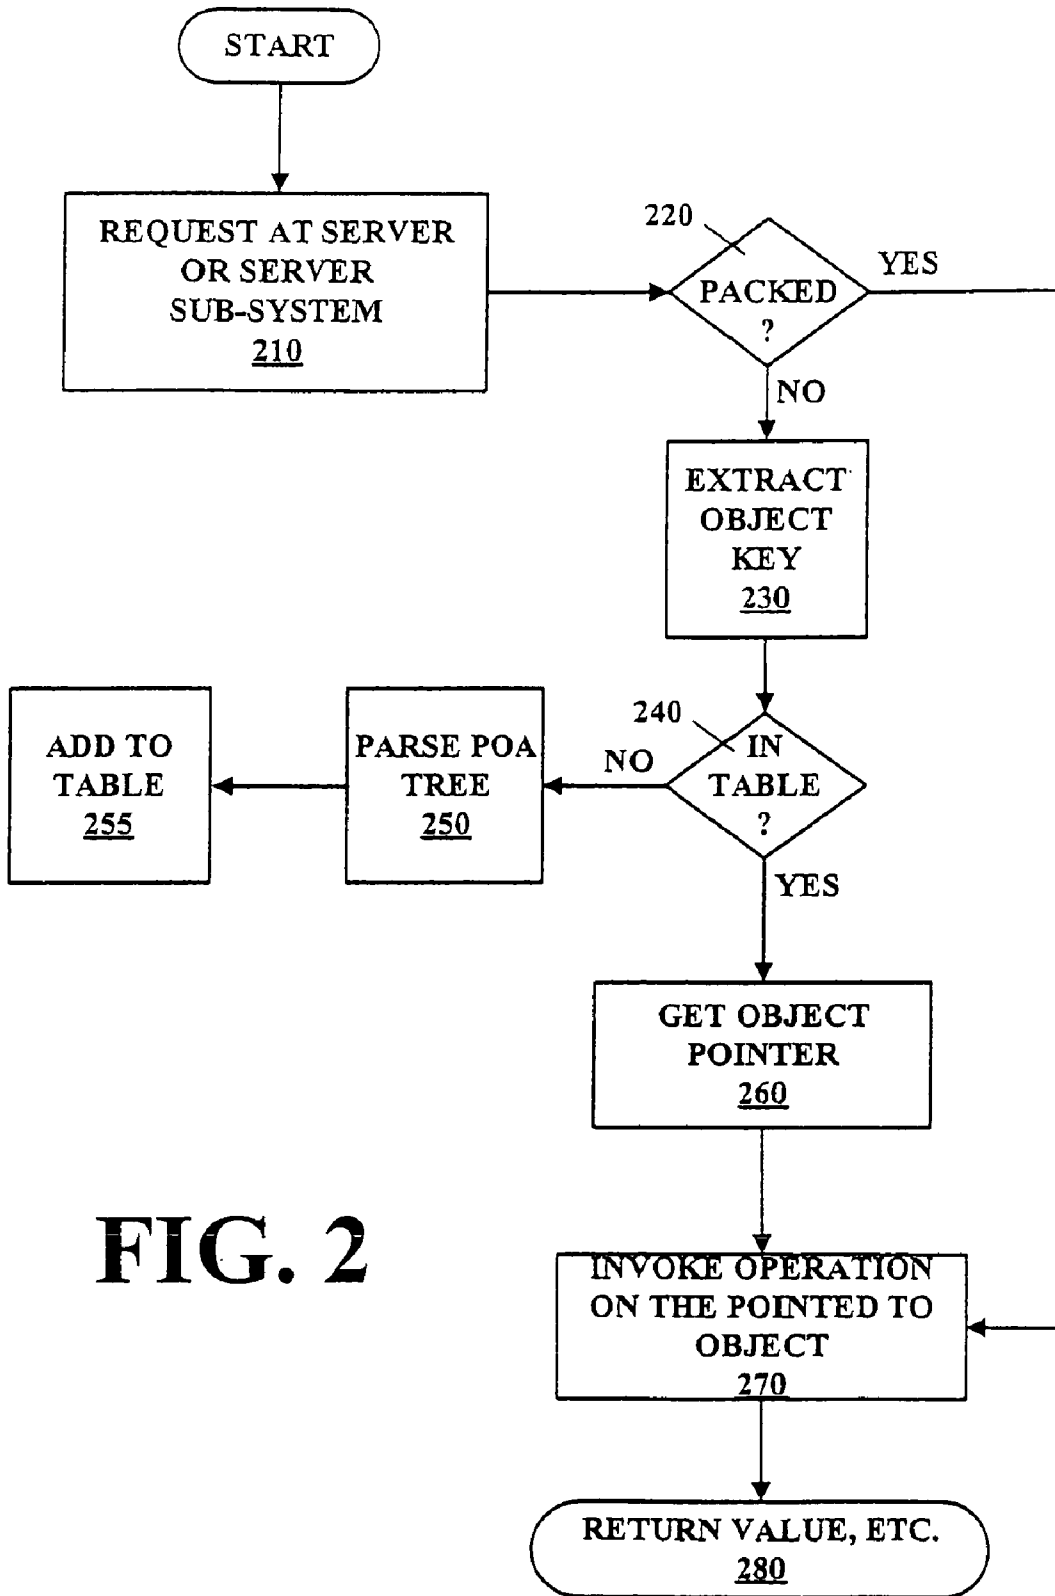 START
REQUEST AT SERVER
OR SERVER
SUB-SYSTEM
210
220
PACKED
?
YES
NO
EXTRACT
OBJECT
KEY
230
240
IN
TABLE
?
NO
YES
PARSE POA
TREE
250
ADD TO
TABLE
255
GET OBJECT
POINTER
260
FIG. 2
INVOKE OPERATION
ON THE POINTED TO
OBJECT
270
RETURN VALUE, ETC.
280